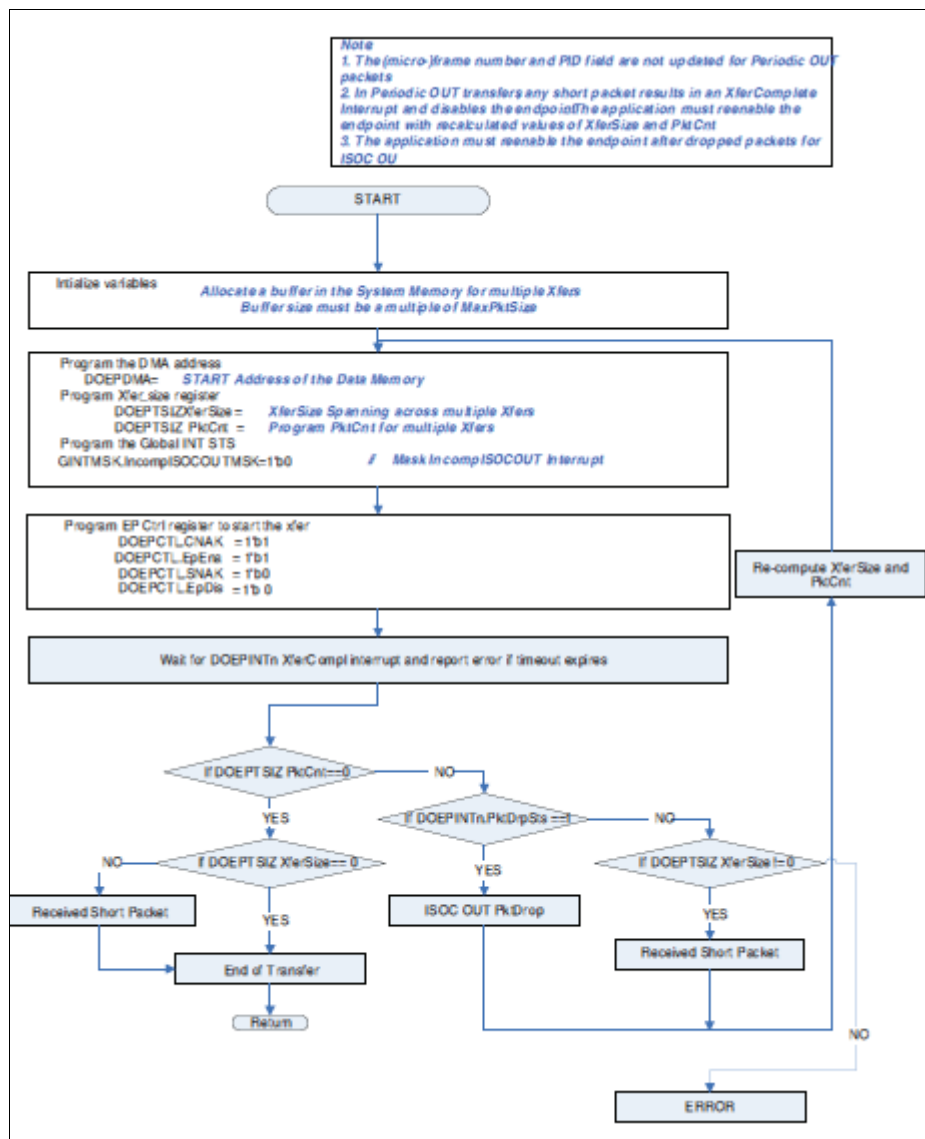 Note
1. The (micro-)frame number and PID field are not updated for Periodic OUT
packets
2. In Periodic OUT transfers any short packet results in an XferComplete
Interrupt and disables the endpointThe application must reenable the
endpoint with recalculated values of XferSize and PktCnt
3. The application must reenable the endpoint after dropped packets for
ISOC OU
START
Intialize variables
Allocate a buffer in the System Memory for multiple Xfers
Buffer size must be a multiple of MaxPktSize
Program the DMA address
DOEPDMA= START Address of the Data Memory
Program Xfer_size register
DOEPTSIZXferSize= XferSize Spanning across multiple Xfers
DOEPTSIZ PktCnt = Program PktCnt for multiple Xfers
Program the Global INT STS
GINTMSK.IncompISOCOUTMSK=1'b0 // Mask IncompISOCOUT Interrupt
Program EP Ctrl register to start the xfer
DOEPCTL.CNAK =1'b1
DOEPCTL.EpEna =1'b1
DOEPCTL.SNAK =1'b0
DOEPCTL.EpDis =1'b 0
Re-compute XferSize and
PktCnt
Wait for DOEPINTn XferCompl interrupt and report error if timeout expires
If DOEPTSIZ PktCnt==0
NO
YES
If DOEPINTn.PktDrpSts ==1
NO
NO
If DOEPTSIZ XferSize== 0
YES
If DOEPTSIZ XferSize !=0
Received Short Packet
YES
ISOC OUT PktDrop
YES
Received Short Packet
End of Transfer
Return
NO
ERROR